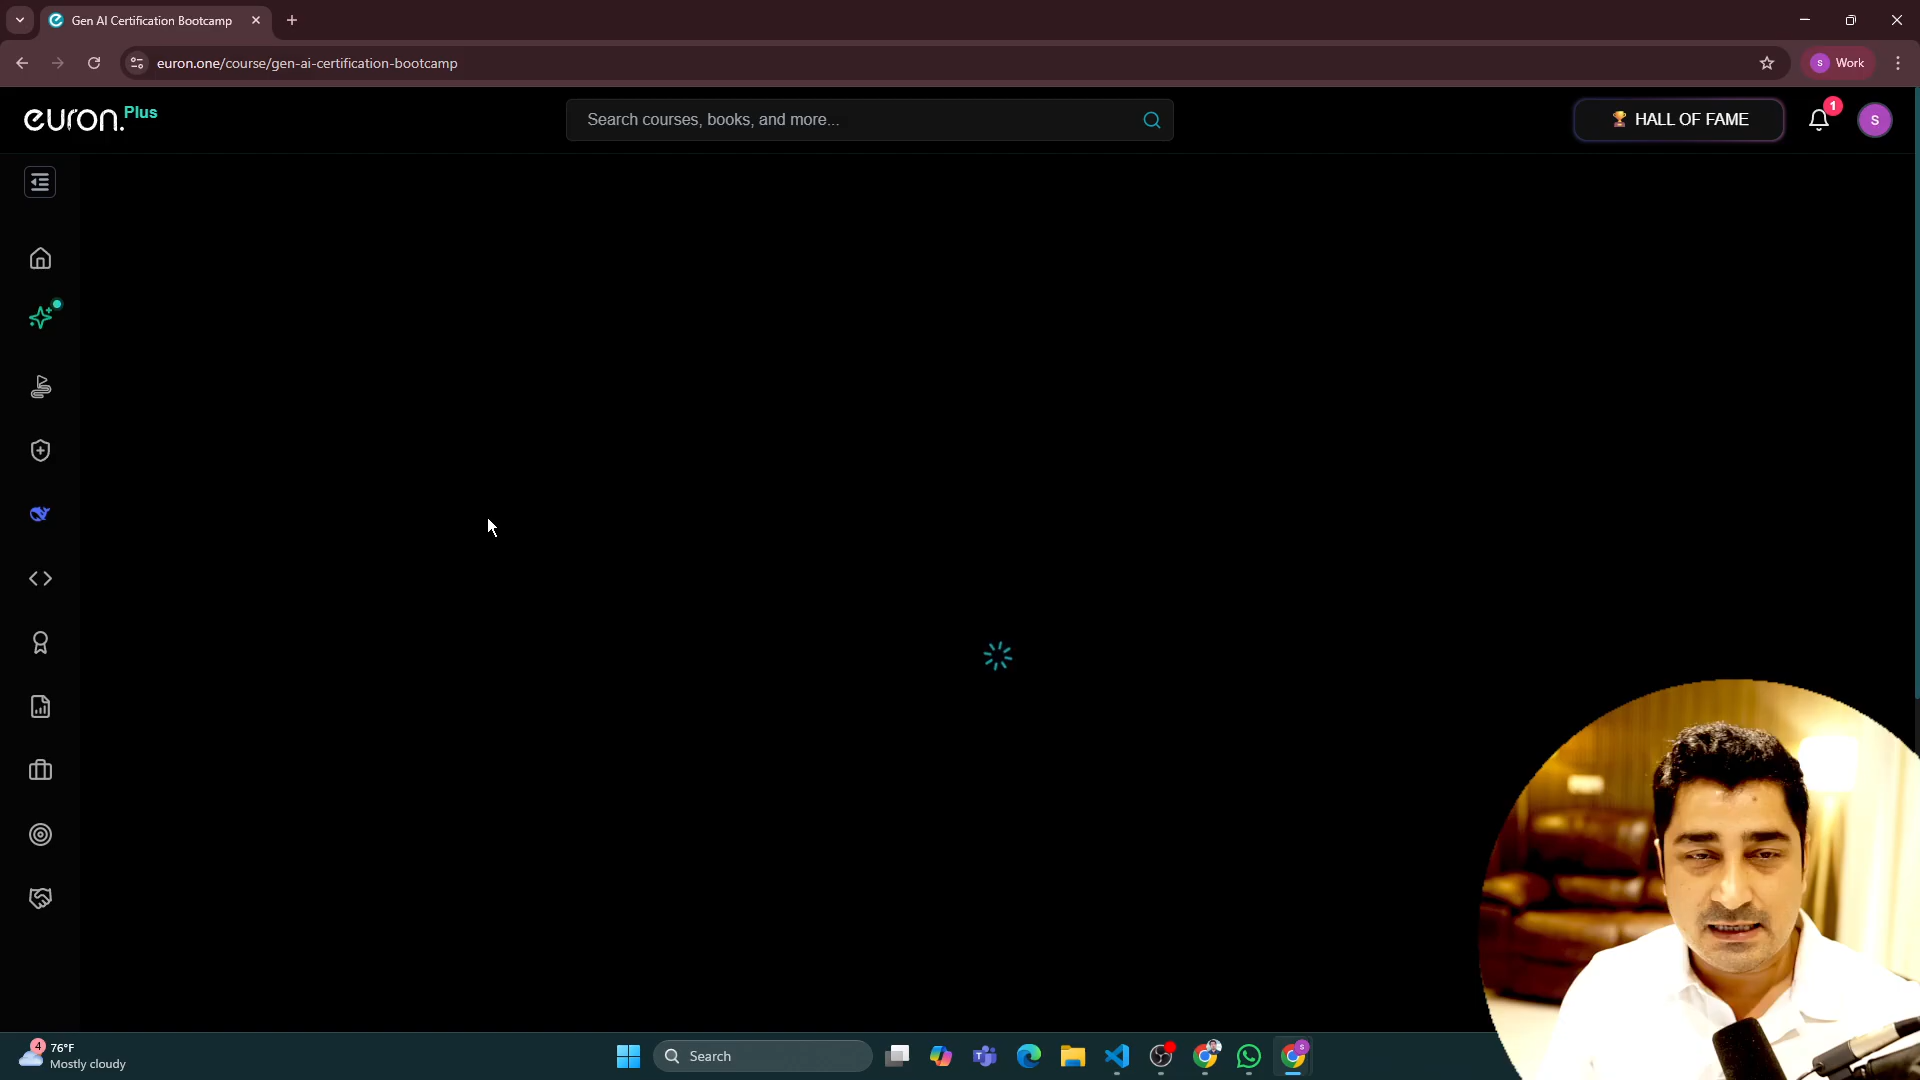 Gen AI Certification Bootcamp
euron.one/course/gen-ai-certification-bootcamp
S Work
euron.Plus
Search courses, books, and more...
HALL OF FAME
1
S
4
76°F
Mostly cloudy
Search